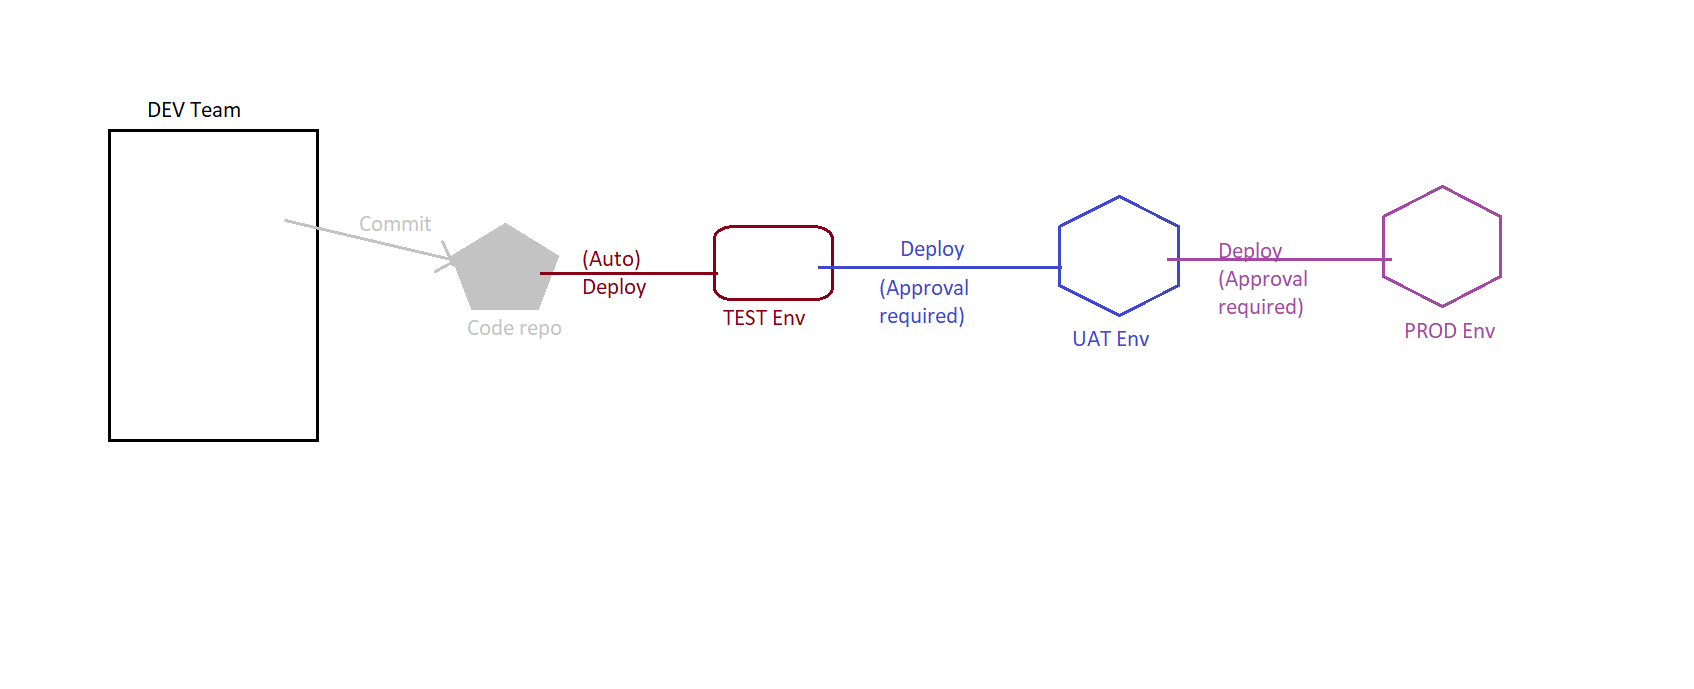 DEV Team
Commit
Code repo
(Auto)
Deploy
TEST Env
Deploy
(Approval
required)
UAT Env
Deploy
(Approval
required)
PROD Env